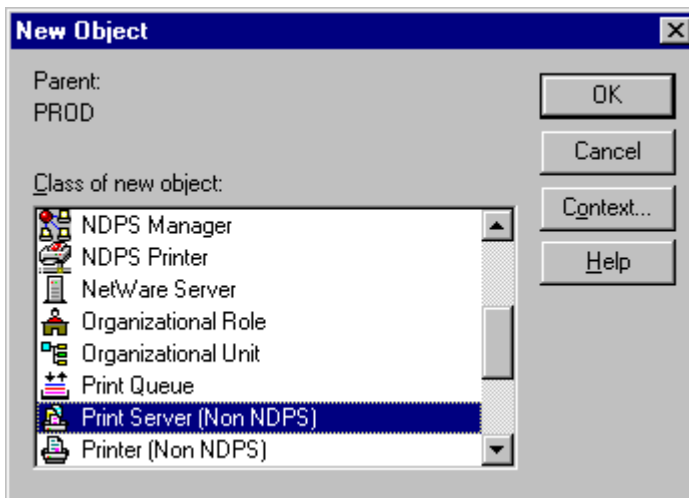 New Object
Parent:
PROD
OK
Cancel
Context...
Help
Class of new object:
NDPS Manager
NDPS Printer
NetWare Server
Organizational Role
Organizational Unit
Print Queue
Print Server (Non NDPS)
Printer (Non NDPS)